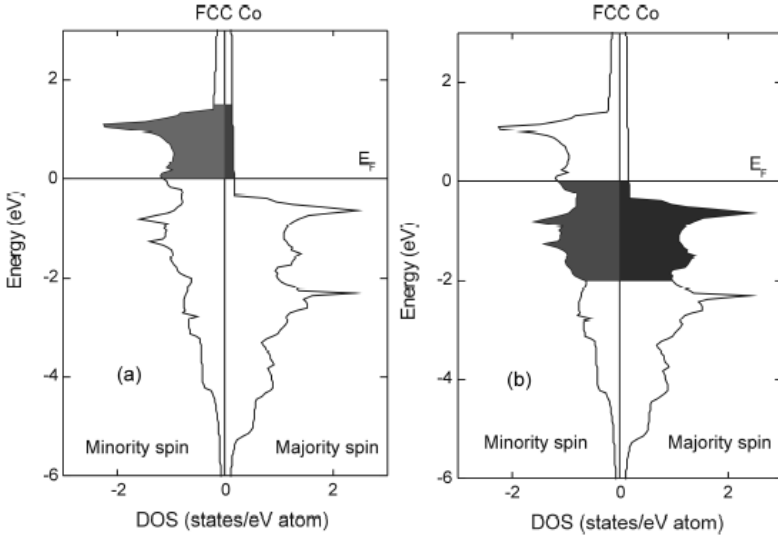 FCC Co
2
E_F
0
Energy (eV)
-2
-4
(a)
Minority spin
Majority spin
-6
-2
0
2
DOS (states/eV atom)
FCC Co
2
E_F
0
Energy (eV)
-2
-4
(b)
Minority spin
Majority spin
-6
-2
0
2
DOS (states/eV atom)